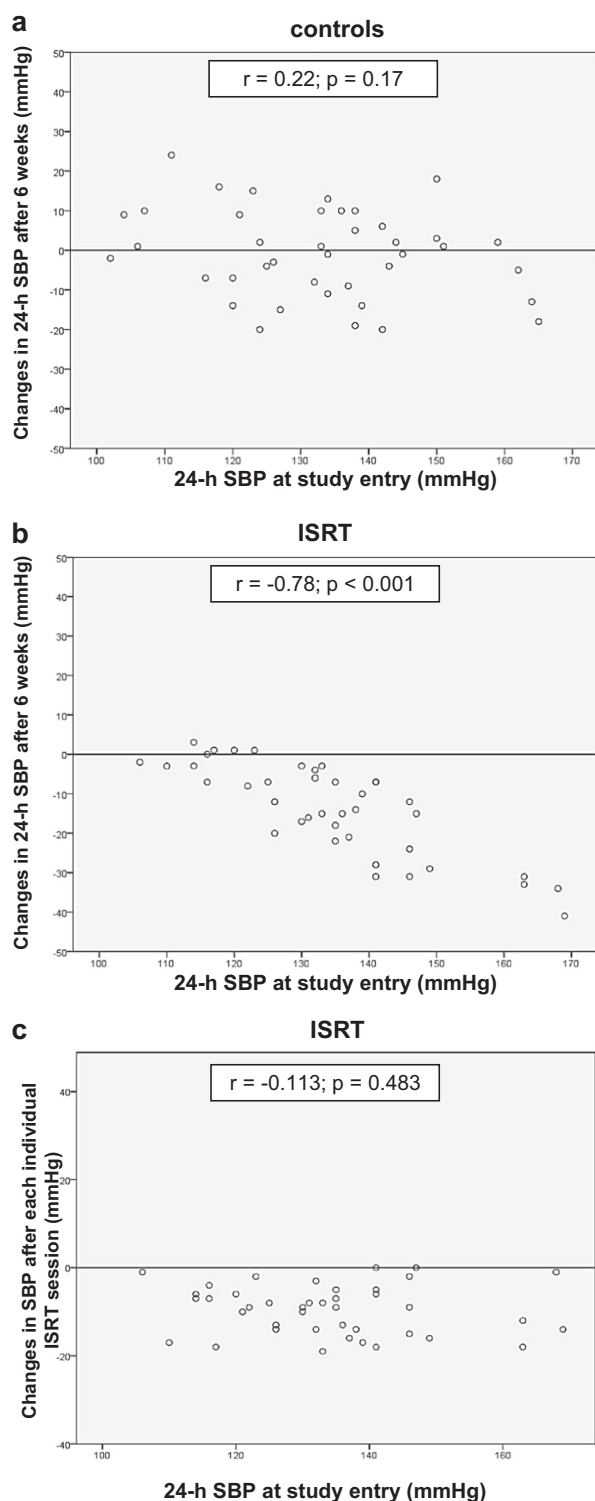 a
controls
r = 0.22; p = 0.17
Changes in 24-h SBP after 6 weeks (mmHg)
50
40
30
20
10
0
-10
-20
-30
-40
-50
100 110 120 130 140 150 160 170
24-h SBP at study entry (mmHg)
b
ISRT
r = -0.78; p < 0.001
Changes in 24-h SBP after 6 weeks (mmHg)
50
40
30
20
10
0
-10
-20
-30
-40
-50
100 110 120 130 140 150 160 170
24-h SBP at study entry (mmHg)
c
ISRT
r = -0.113; p = 0.483
Changes in SBP after each individual
ISRT session (mmHg)
40
20
0
-20
-40
100 120 140 160
24-h SBP at study entry (mmHg)